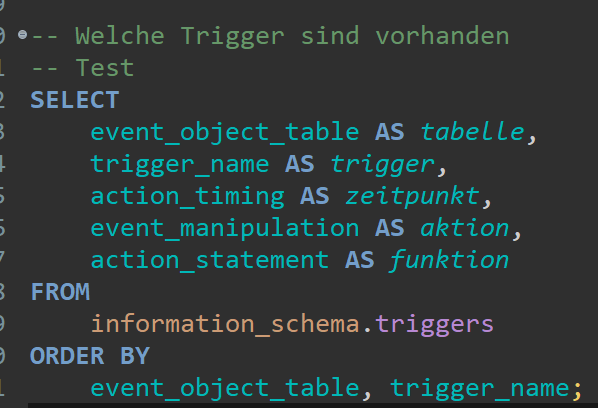 -- Welche Trigger sind vorhanden
-- Test
SELECT
event_object_table AS tabelle,
trigger_name AS trigger,
action_timing AS zeitpunkt,
event_manipulation AS aktion,
action_statement AS funktion
FROM
information_schema.triggers
ORDER BY
event_object_table, trigger_name;